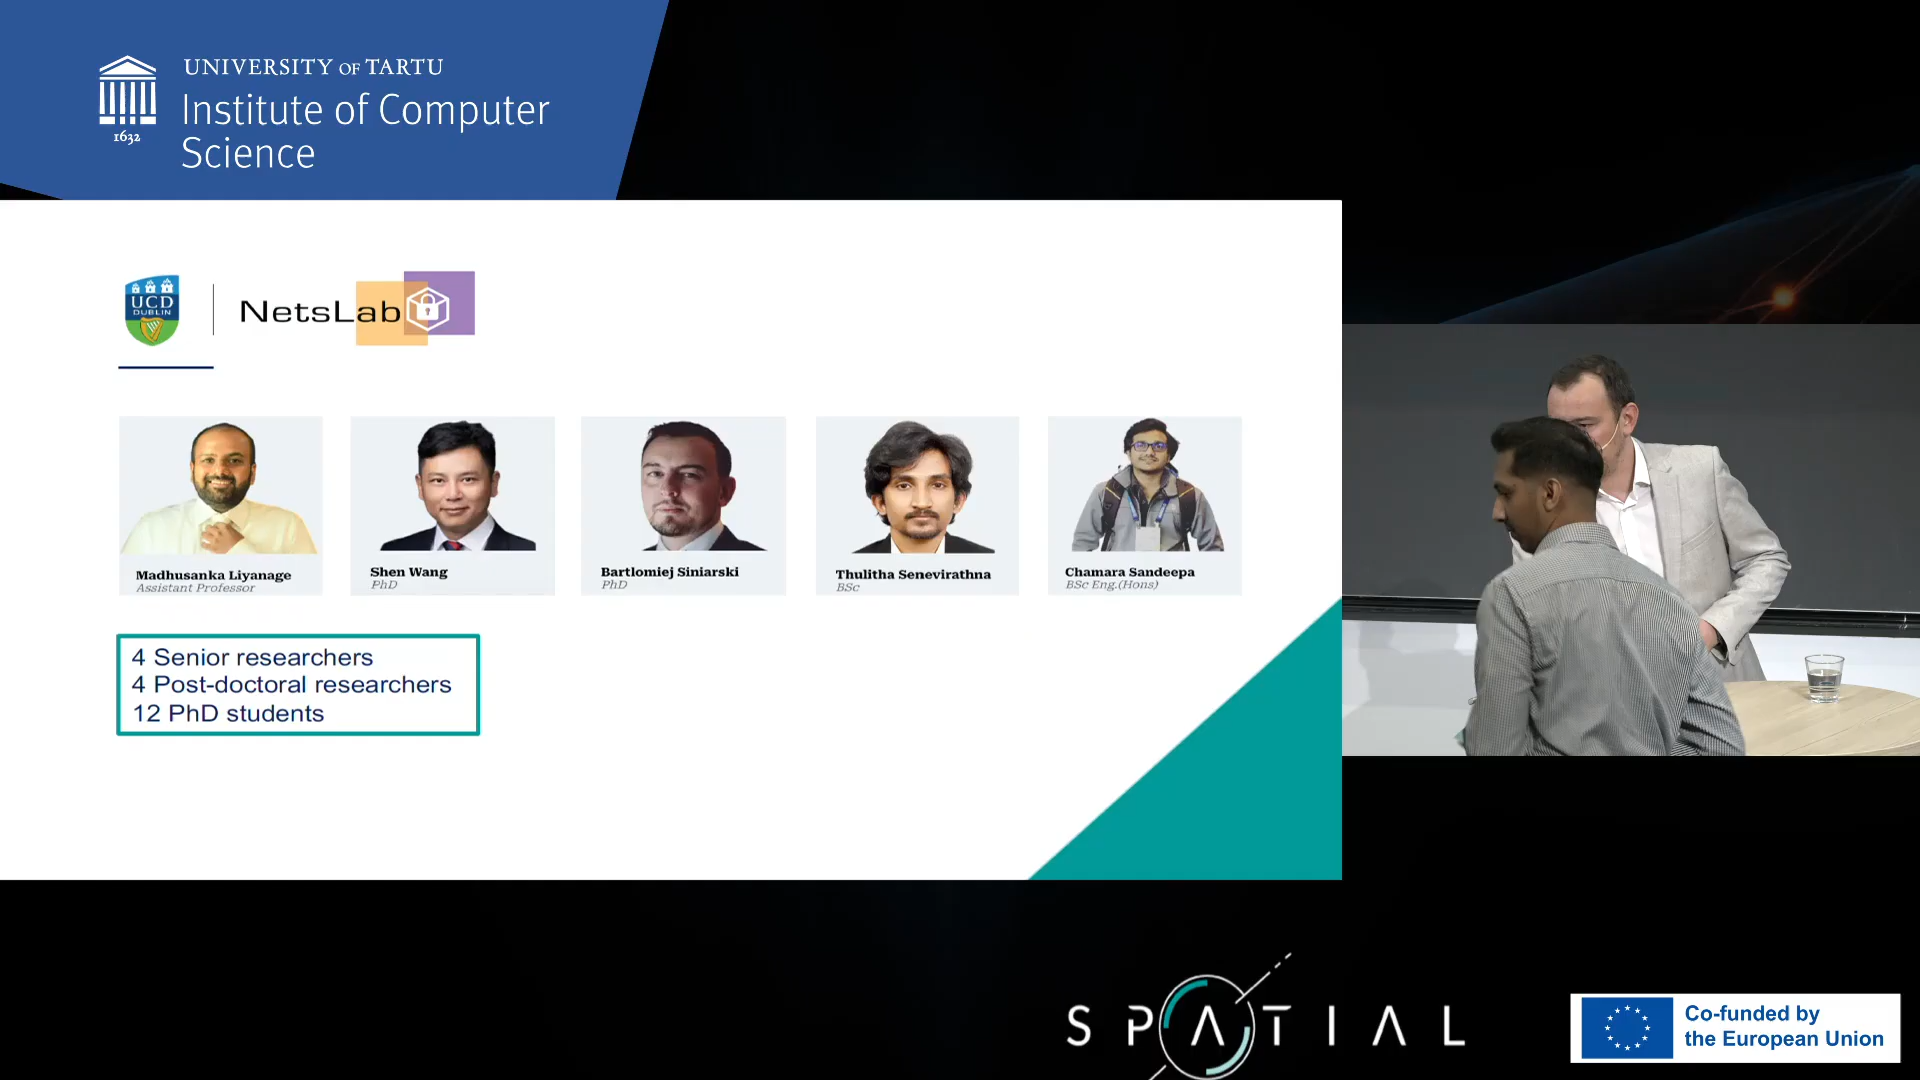 UNIVERSITY OF TARTU
Institute of Computer
Science
1632
UCD
DUBLIN
NetsLab
Madhusanka Liyanage
Assistant Professor
Shen Wang
PhD
Bartlomiej Siniarski
PhD
Thulitha Senevirathna
BSc
Chamara Sandeepa
BSc Eng.(Hons)
4 Senior researchers
4 Post-doctoral researchers
12 PhD students
SPATIAL
Co-funded by
the European Union